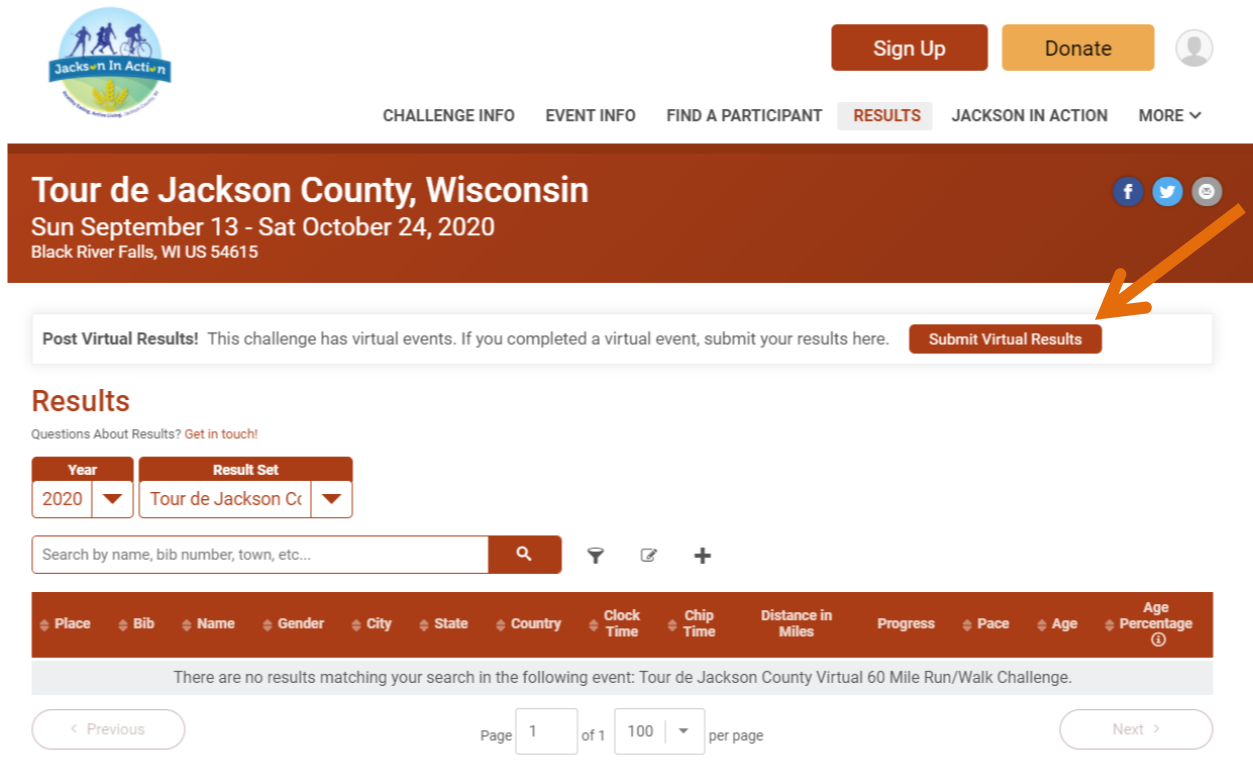 Jackson In Action
Sign Up
Donate
CHALLENGE INFO
EVENT INFO
FIND A PARTICIPANT
RESULTS
JACKSON IN ACTION
MORE
Tour de Jackson County, Wisconsin
Sun September 13 - Sat October 24, 2020
Black River Falls, WI US 54615
Post Virtual Results! This challenge has virtual events. If you completed a virtual event, submit your results here.
Submit Virtual Results
Results
Questions About Results? Get in touch!
Year
Result Set
2020
Tour de Jackson Co
Search by name, bib number, town, etc...
Place
Bib
Name
Gender
City
State
Country
Clock
Time
Chip
Time
Distance in
Miles
Progress
Pace
Age
Age
Percentage
There are no results matching your search in the following event: Tour de Jackson County Virtual 60 Mile Run/Walk Challenge.
Previous
Page 1 of 1 100 per page
Next